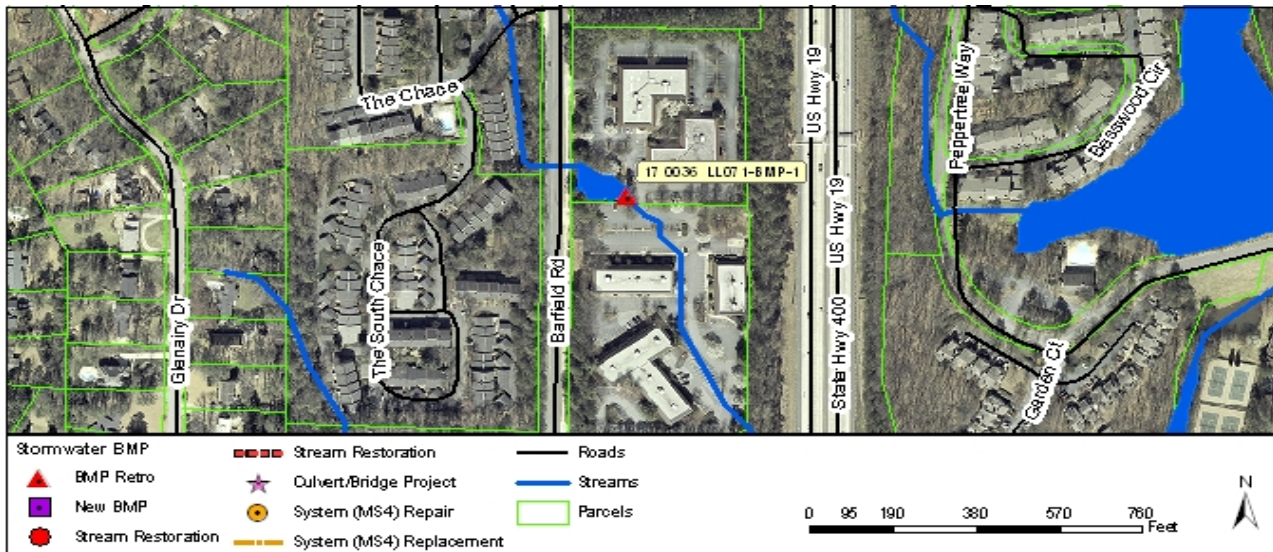 The Chace
The South Chace
Glenairy Dr
Barfield Rd
17 0036 LL071-BMP-1
US Hwy 19
US Hwy 19
State Hwy 400
Peppertree Way
Basswood Cir
Garden Ct
Stormwater BMP
BMP Retro
New BMP
Stream Restoration
Stream Restoration
Culvert/Bridge Project
System (MS4) Repair
System (MS4) Replacement
Roads
Streams
Parcels
0 95 190 380 570 760
Feet
N